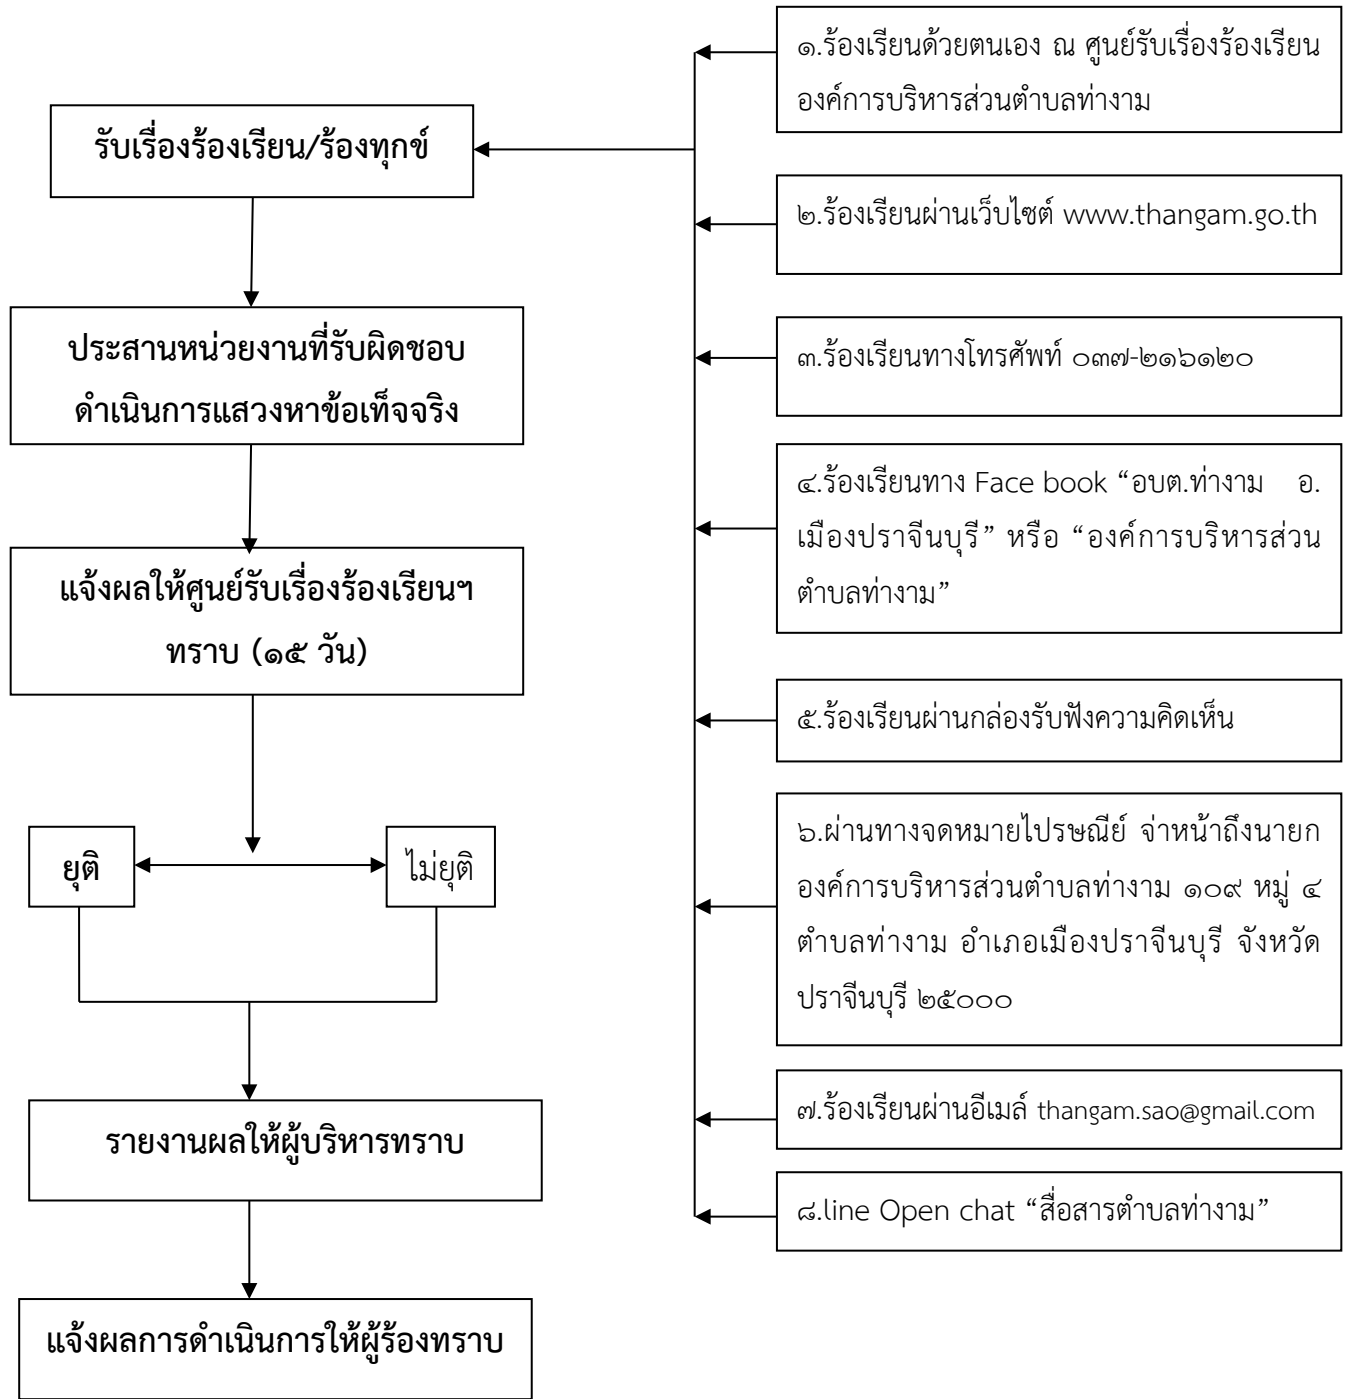 รับเรื่องร้องเรียน/ร้องทุกข์
ประสานหน่วยงานที่รับผิดชอบ
ดำเนินการแสวงหาข้อเท็จจริง
แจ้งผลให้ศูนย์รับเรื่องร้องเรียนฯ
ทราบ (๑๕ วัน)
ยุติ
ไม่ยุติ
รายงานผลให้ผู้บริหารทราบ
แจ้งผลการดำเนินการให้ผู้ร้องทราบ
๑.ร้องเรียนด้วยตนเอง ณ ศูนย์รับเรื่องร้องเรียน
องค์การบริหารส่วนตำบลท่างาม
๒.ร้องเรียนผ่านเว็บไซต์ www.thangam.go.th
๓.ร้องเรียนทางโทรศัพท์ ๐๓๗-๒๑๖๑๒๐
๔.ร้องเรียนทาง Face book “อบต.ท่างาม อ.
เมืองปราจีนบุรี” หรือ “องค์การบริหารส่วน
ตำบลท่างาม”
๕.ร้องเรียนผ่านกล่องรับฟังความคิดเห็น
๖.ผ่านทางจดหมายไปรษณีย์ จ่าหน้าถึงนายก
องค์การบริหารส่วนตำบลท่างาม ๑๐๙ หมู่ ๔
ตำบลท่างาม อำเภอเมืองปราจีนบุรี จังหวัด
ปราจีนบุรี ๒๕๐๐๐
๗.ร้องเรียนผ่านอีเมล์ thangam.sao@gmail.com
๘.line Open chat “สื่อสารตำบลท่างาม”